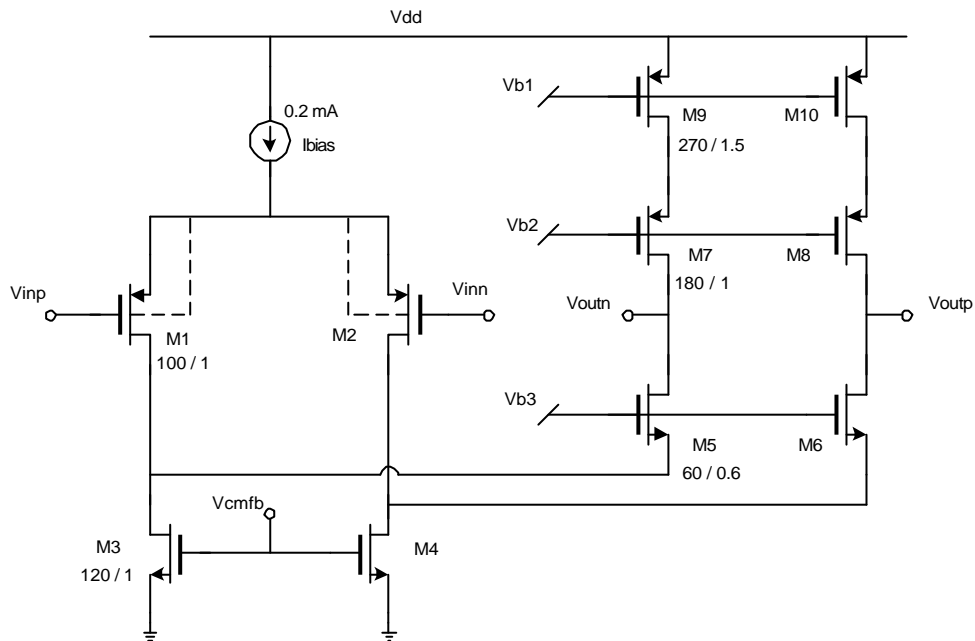 Vdd
Vb1
0.2 mA
M9
M10
Ibias
270 / 1.5
Vb2
M7
M8
Vinp
Vinn
180 / 1
Voutn
Voutp
M1
M2
100 / 1
Vb3
M5
M6
60 / 0.6
Vcmfb
M3
M4
120 / 1